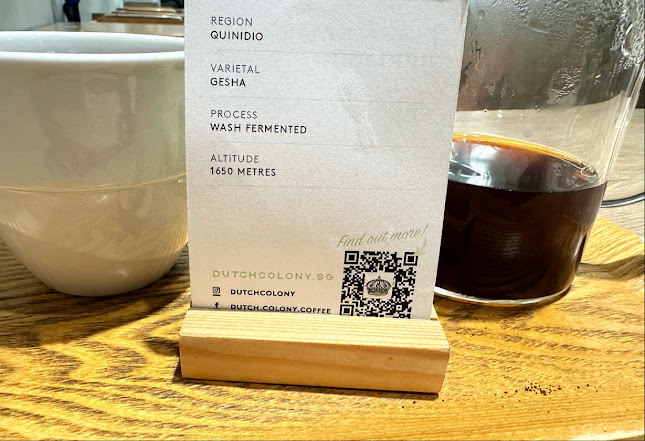 REGION
QUINIDIO
VARIETAL
GESHA
PROCESS
WASH FERMENTED
ALTITUDE
1650 METRES
Find out more!
DUTCHCOLONY.SG
DUTCHCOLONY
DUTCH.COLONY.COFFEE